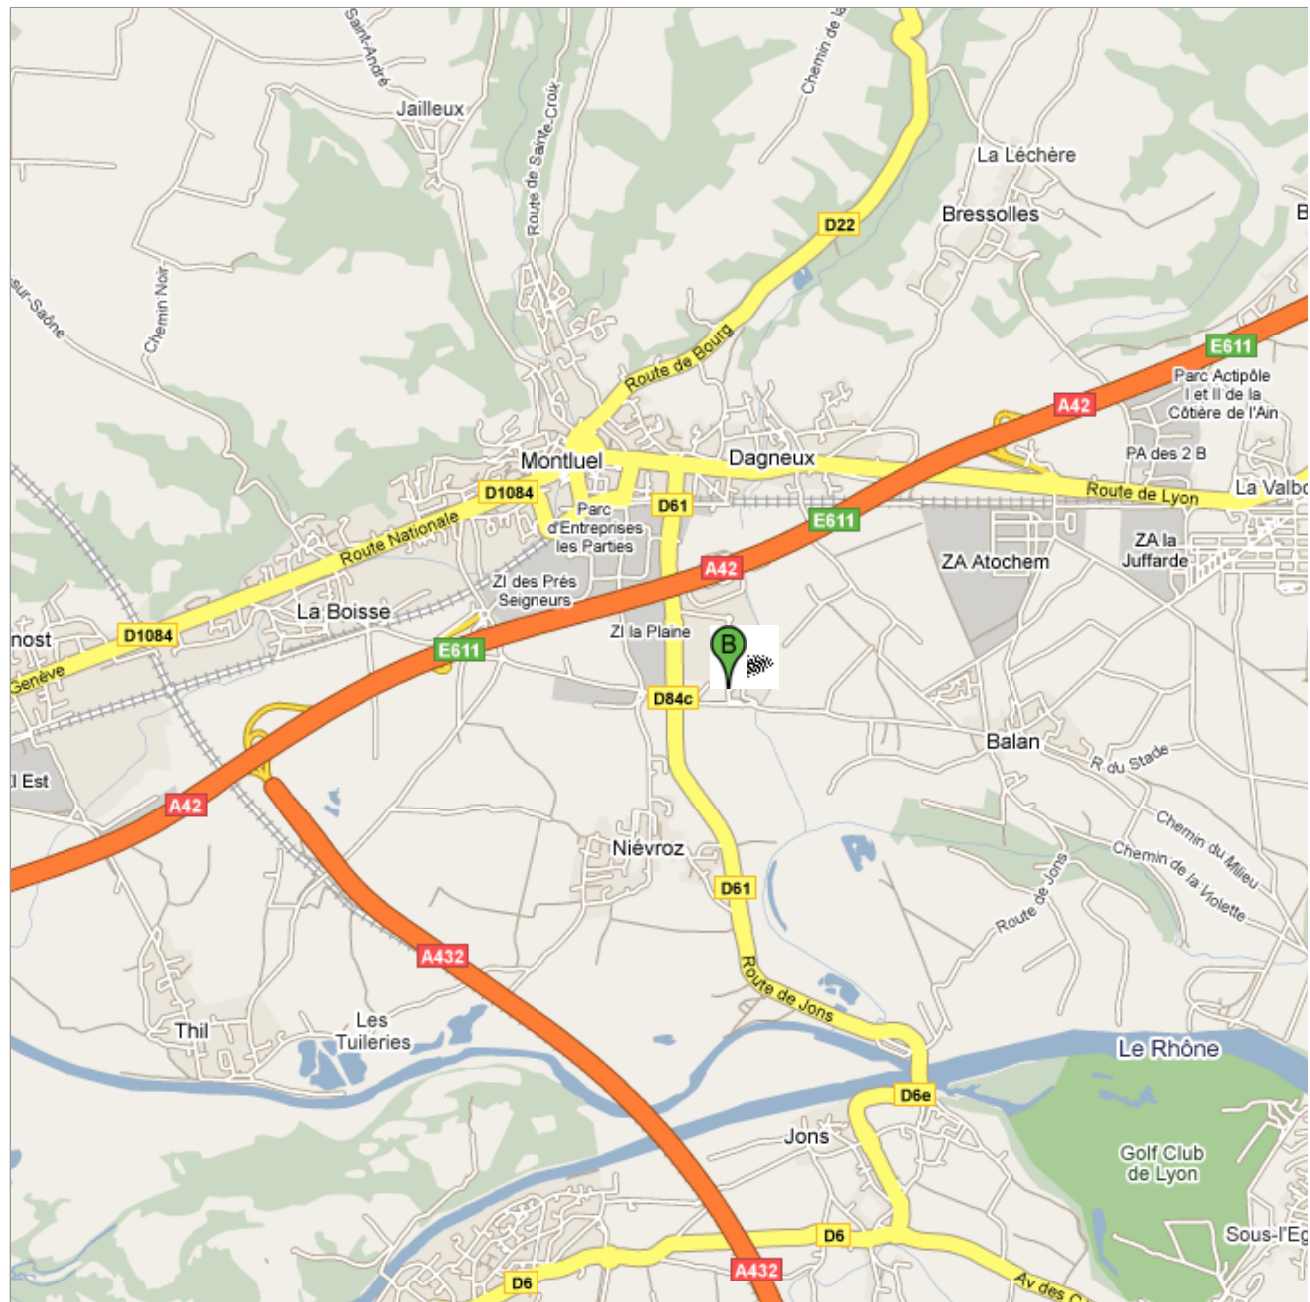 Saint-André
Chemin de la
Jailleux
Route de Sainte-Croix
La Léchère
Bressolles
B
D22
sur-Saône
Chemin Noir
E611
Route de Bourg
Parc Actipôle
I et II de la
Côtière de l'Ain
A42
Montluel
Dagneux
PA des 2 B
D1084
Route de Lyon
La Valbo
D61
Parc
d'Entreprises
les Parties
E611
Route Nationale
ZA la
Juffarde
ZA Atochem
A42
ZI des Prés
Seigneurs
La Boisse
ZI la Plaine
D1084
nost
E611
B
Genève
D84c
Balan
R du Stade
ZI Est
A42
Chemin du Milieu
Niévroz
Chemin de la Violette
D61
Route de Jons
A432
Route de Jons
Thil
Les
Tuileries
Le Rhône
D6e
Jons
Golf Club
de Lyon
D6
Sous-l'Eg
A432
D6
Av des C